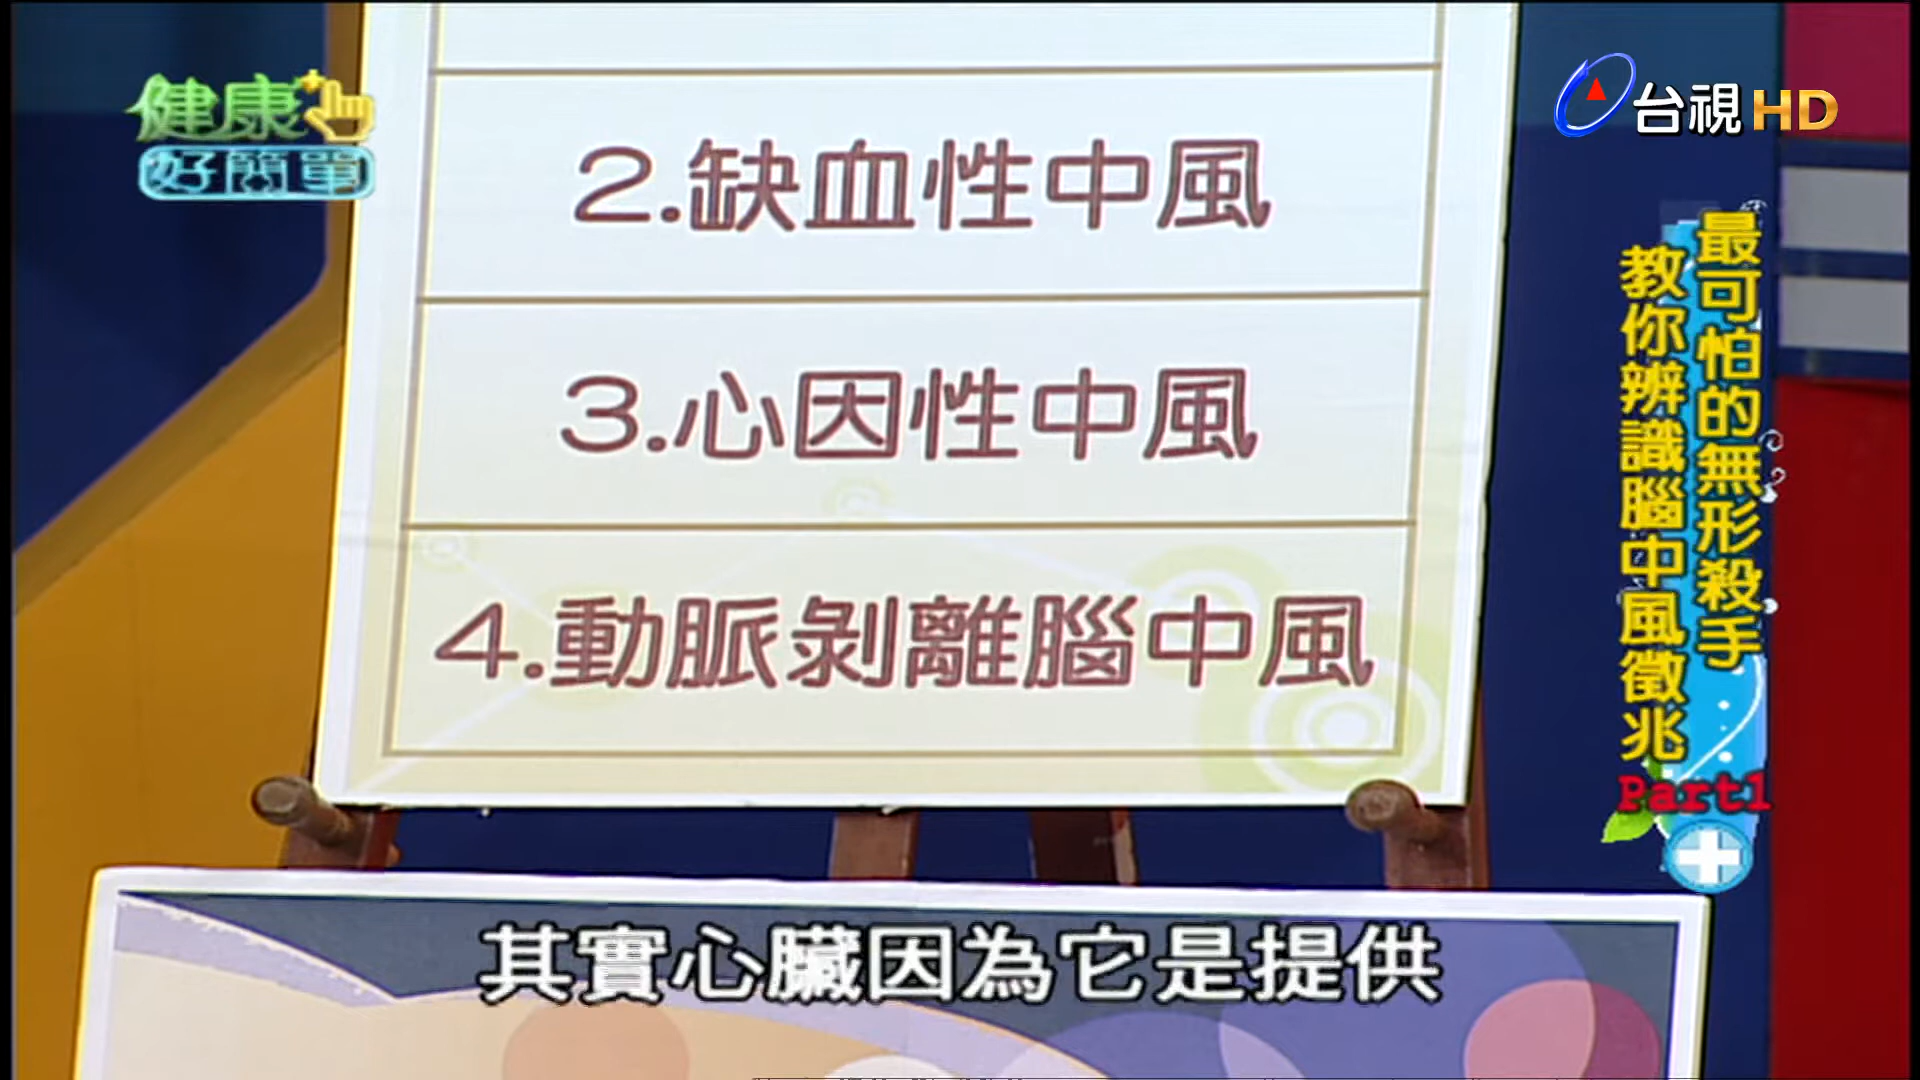 健康
好簡單
台視HD
2.缺血性中風
3.心因性中風
4.動脈剝離腦中風
最可怕的無形殺手
教你辨識腦中風徵兆
Part1
其實心臟因為它是提供